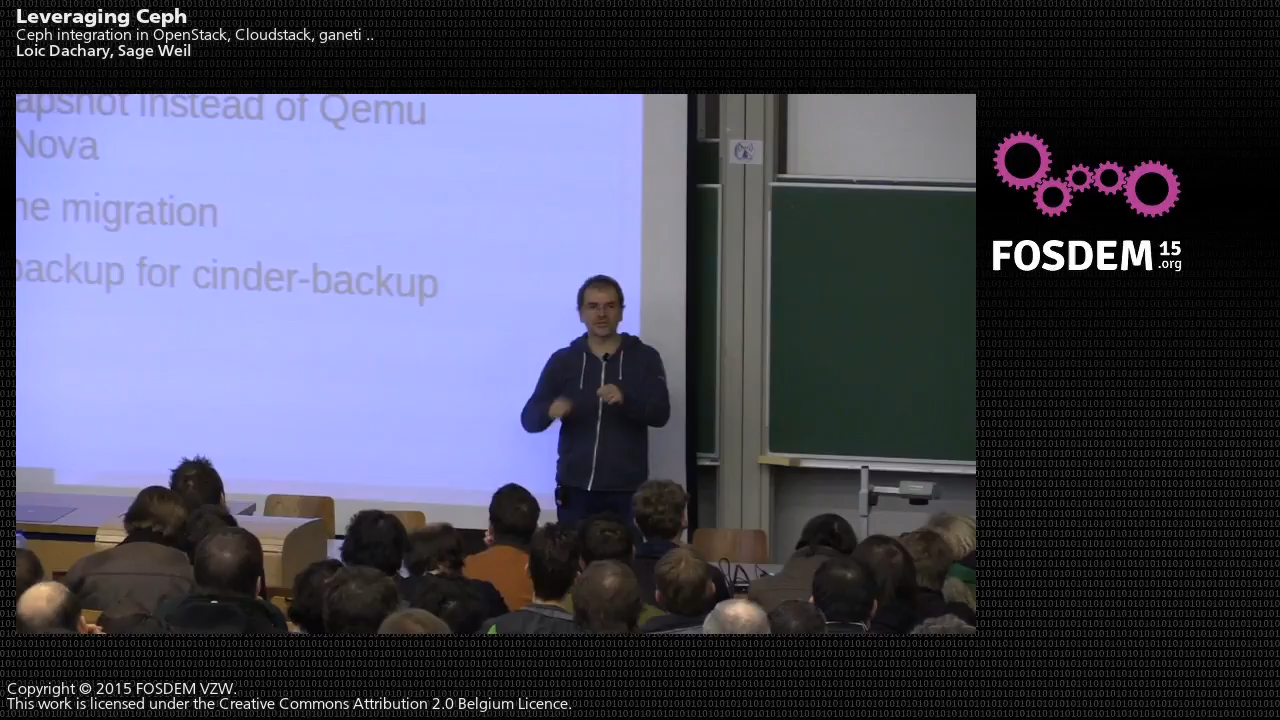 Leveraging Ceph
Ceph integration in OpenStack, Cloudstack, ganeti ..
Loic Dachary, Sage Weil
apshot instead of Qemu
Nova
ne migration
backup for cinder-backup
FOSDEM 15
.org
Copyright © 2015 FOSDEM VZW.
This work is licensed under the Creative Commons Attribution 2.0 Belgium Licence.